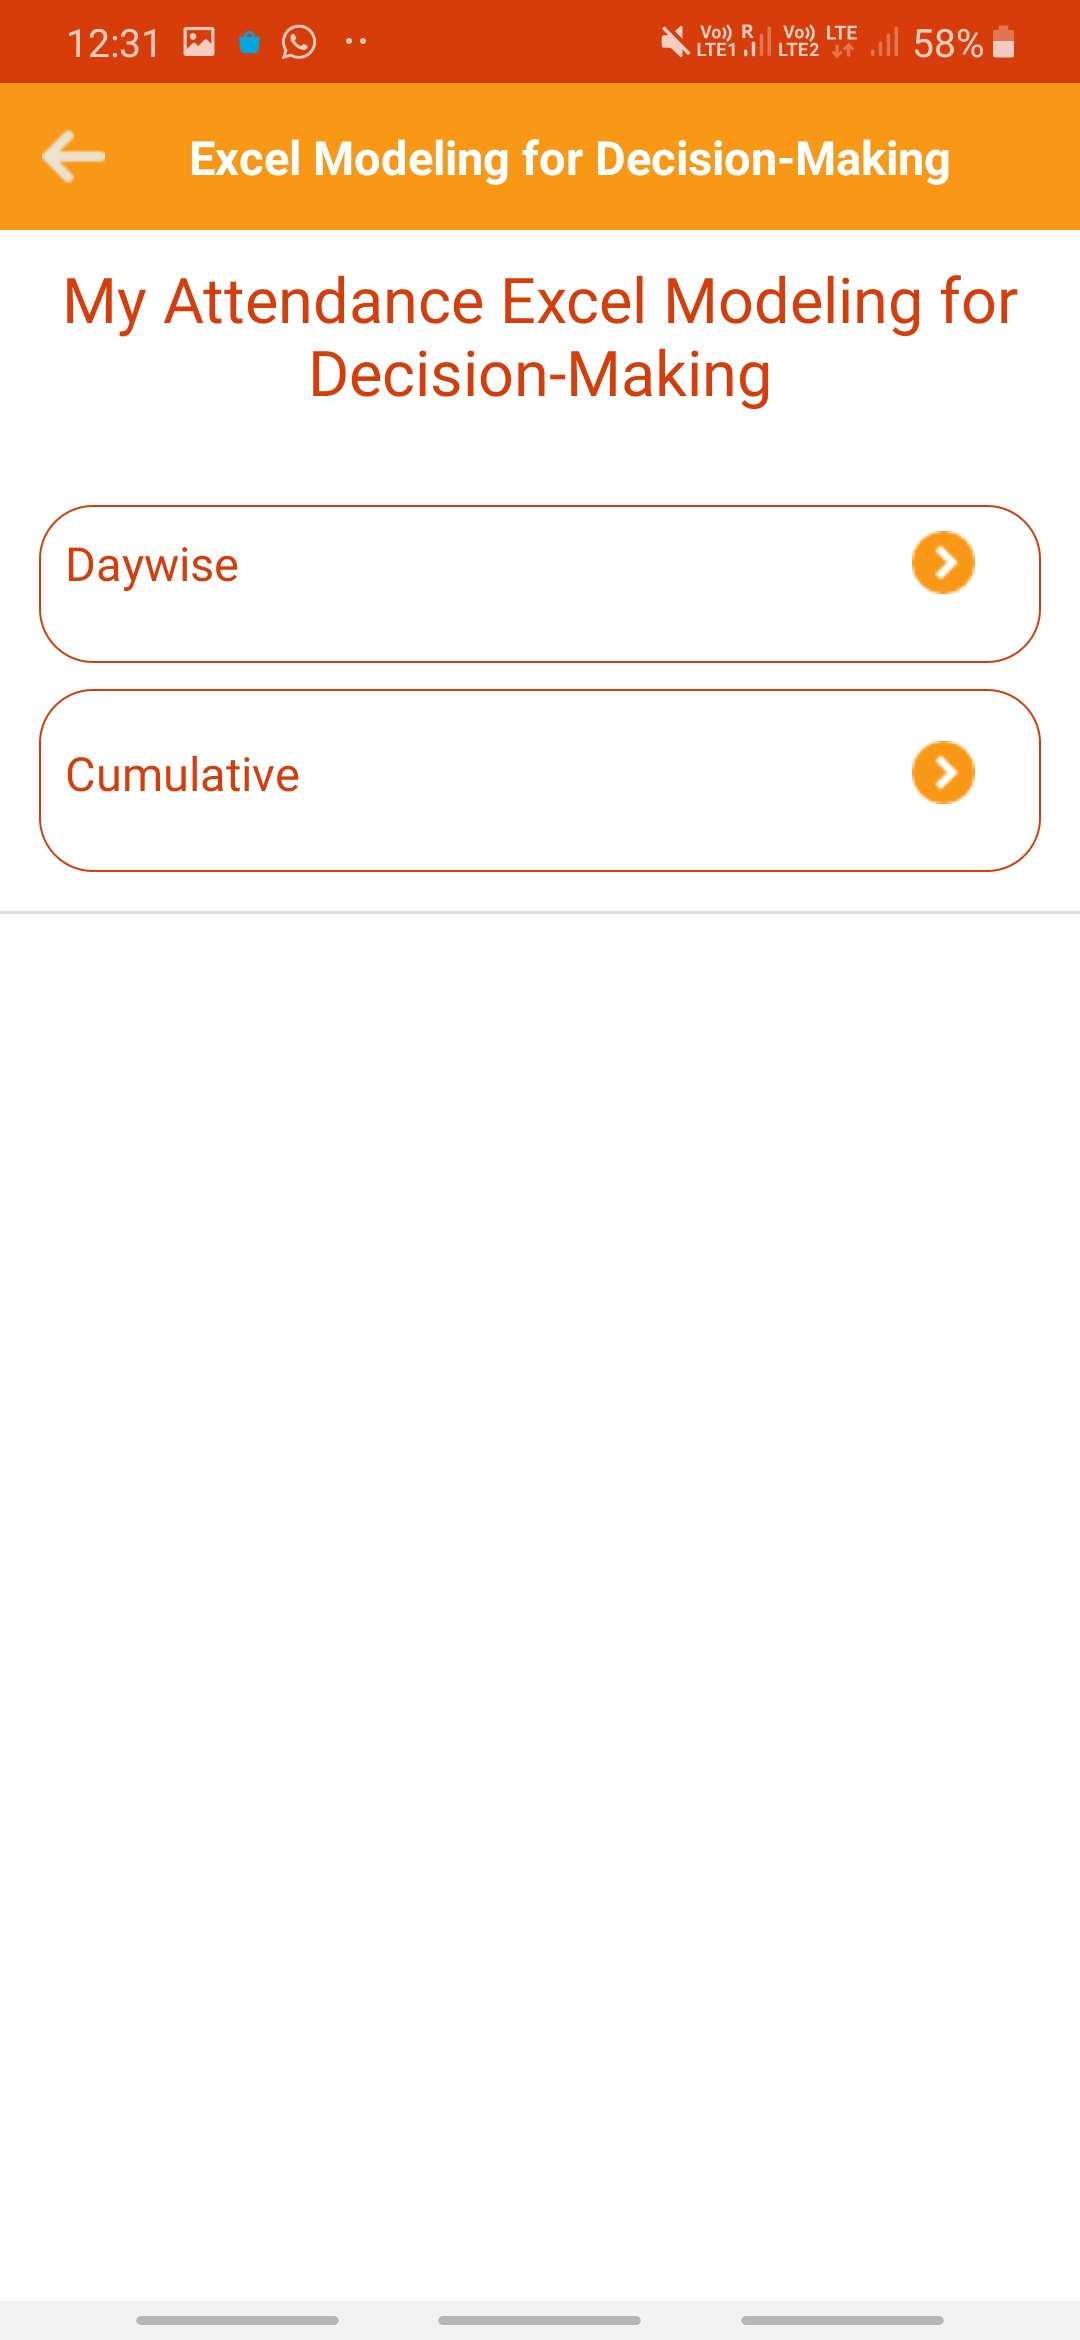 12:31
Vo)) R Vo)) LTE
LTE1 LTE2
58%
Excel Modeling for Decision-Making
My Attendance Excel Modeling for
Decision-Making
Daywise
Cumulative